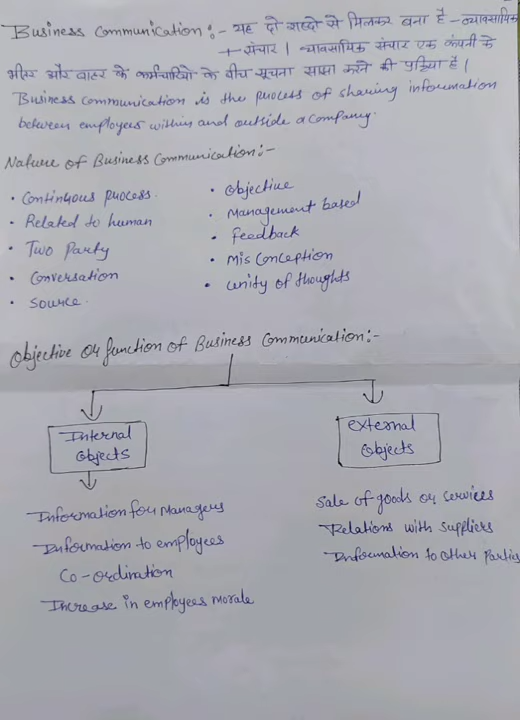 Business Communication:- यह दो शब्दो से मिलकर बना है - व्यावसायिक
+ संचार। व्यावसायिक संचार एक कंपनी के
भीतर और बाहर के कर्मचारियो के बीच सूचना साझा करने की प्रक्रिया है।
Business communication is the process of sharing information
between employees within and outside a company.
Nature of Business Communication:-
• Continuous process.
• Related to human
• Two Party
• Conversation
• Source.
• Objective
• Management based
• feedback
• Mis Conception
• unity of thoughts
Objective or function of Business Communication:-
Internal
Objects
external
Objects
Information for Managers
Information to employees
Co-ordination
Increase in employees morale
Sale of goods or services
Relations with suppliers
Information to other Parties